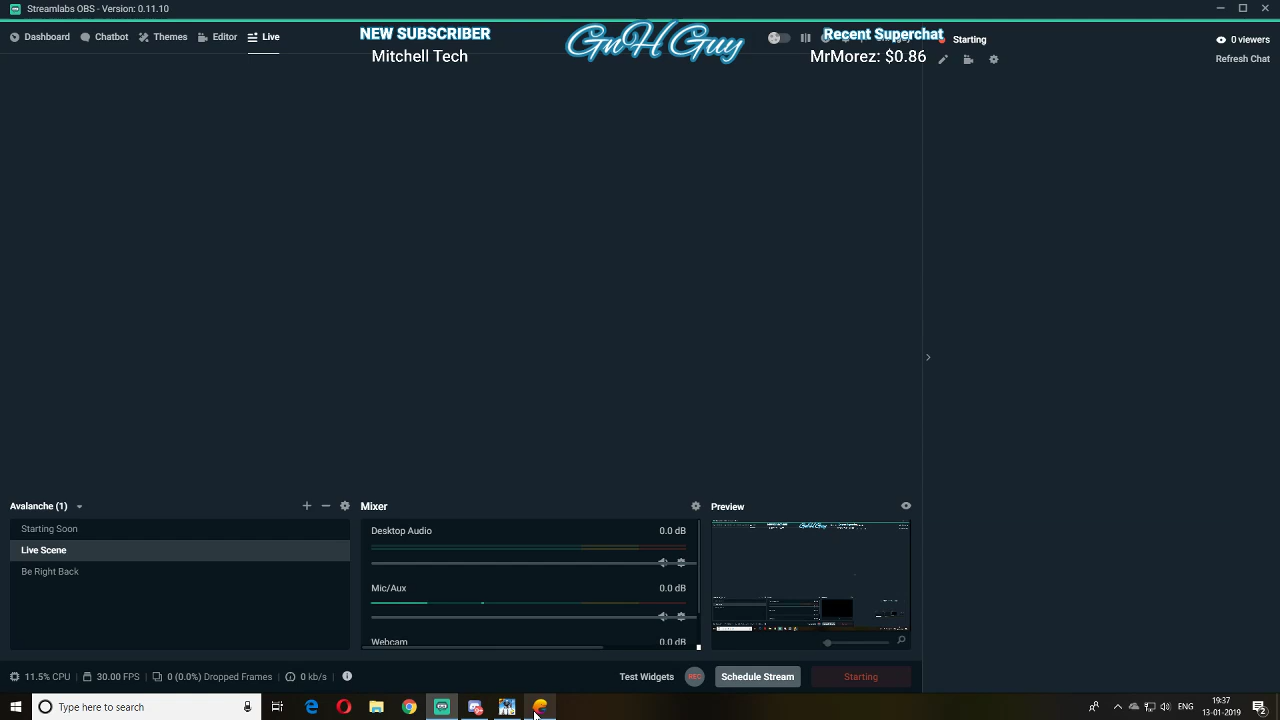 Streamlabs OBS - Version: 0.11.10
Dashboard
Chatbot
Themes
Editor
Live
NEW SUBSCRIBER
Mitchell Tech
GnH Guy
Recent Superchat
MrMorez: $0.86
Starting
0 viewers
Refresh Chat
Avalanche (1)
Starting Soon
Live Scene
Be Right Back
Mixer
Desktop Audio
0.0 dB
Mic/Aux
0.0 dB
Webcam
0.0 dB
Preview
11.5% CPU
30.00 FPS
0 (0.0%) Dropped Frames
0 kb/s
Test Widgets
REC
Schedule Stream
Starting
Type here to search
ENG
19:37
13-01-2019
2